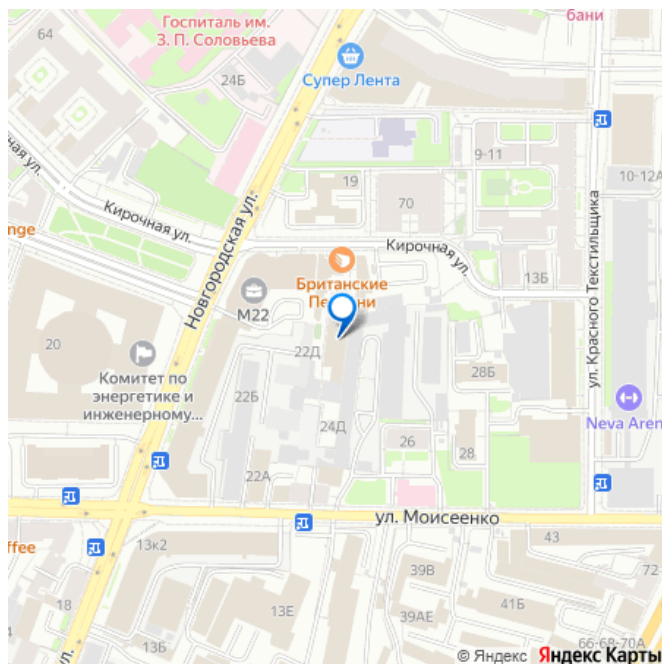 бани
Госпиталь им.
З. П. Соловьева
64
24Б
Супер Лента
9-11
10-12А
19
70
Кирочная ул.
Кирочная ул.
Новгородская ул.
Кирочная ул.
ул. Красного Текстильщика
nge
Британские
13Б
М22
22Д
20
Комитет по
энергетике и
инженерному...
22Б
28Б
24Д
Neva Aren
26
28
22А
ул. Моисеенко
ffee
13к2
43
39В
72
18
13Е
41Б
39АЕ
13Б
ул.
66-68-70А
© Яндекс Яндекс Карты